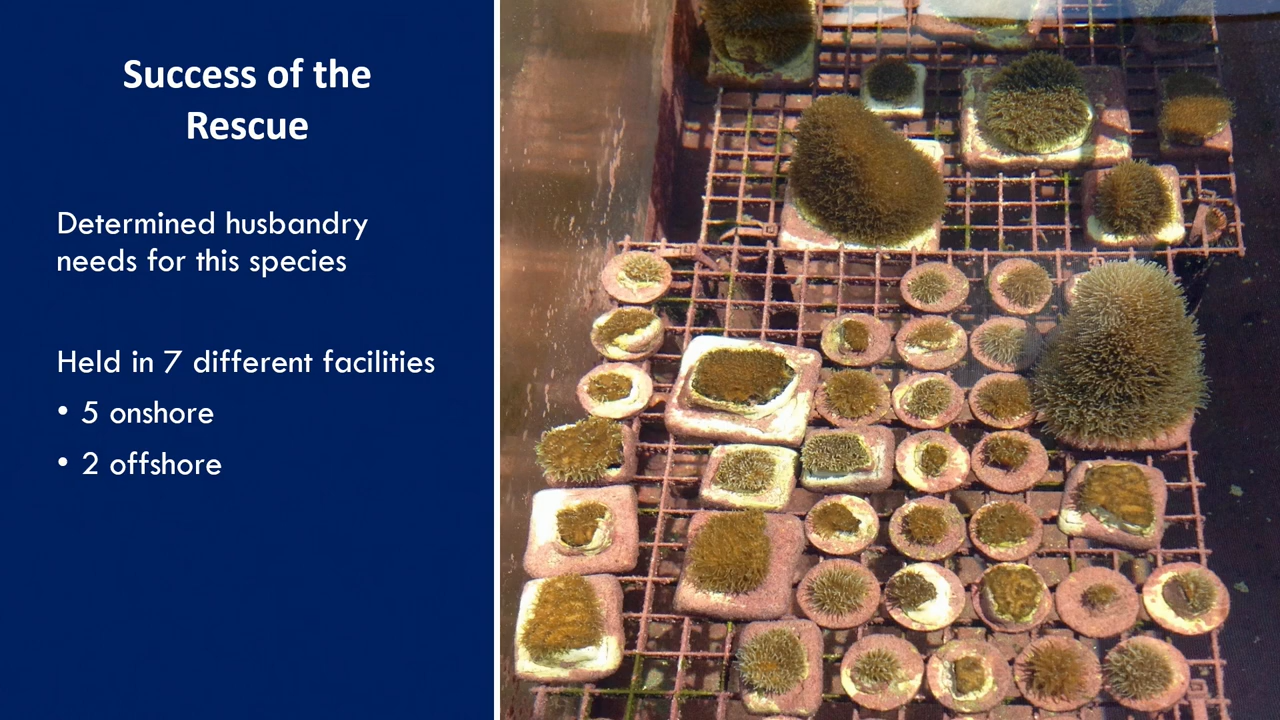 Success of the
Rescue
Determined husbandry
needs for this species
Held in 7 different facilities
• 5 onshore
• 2 offshore